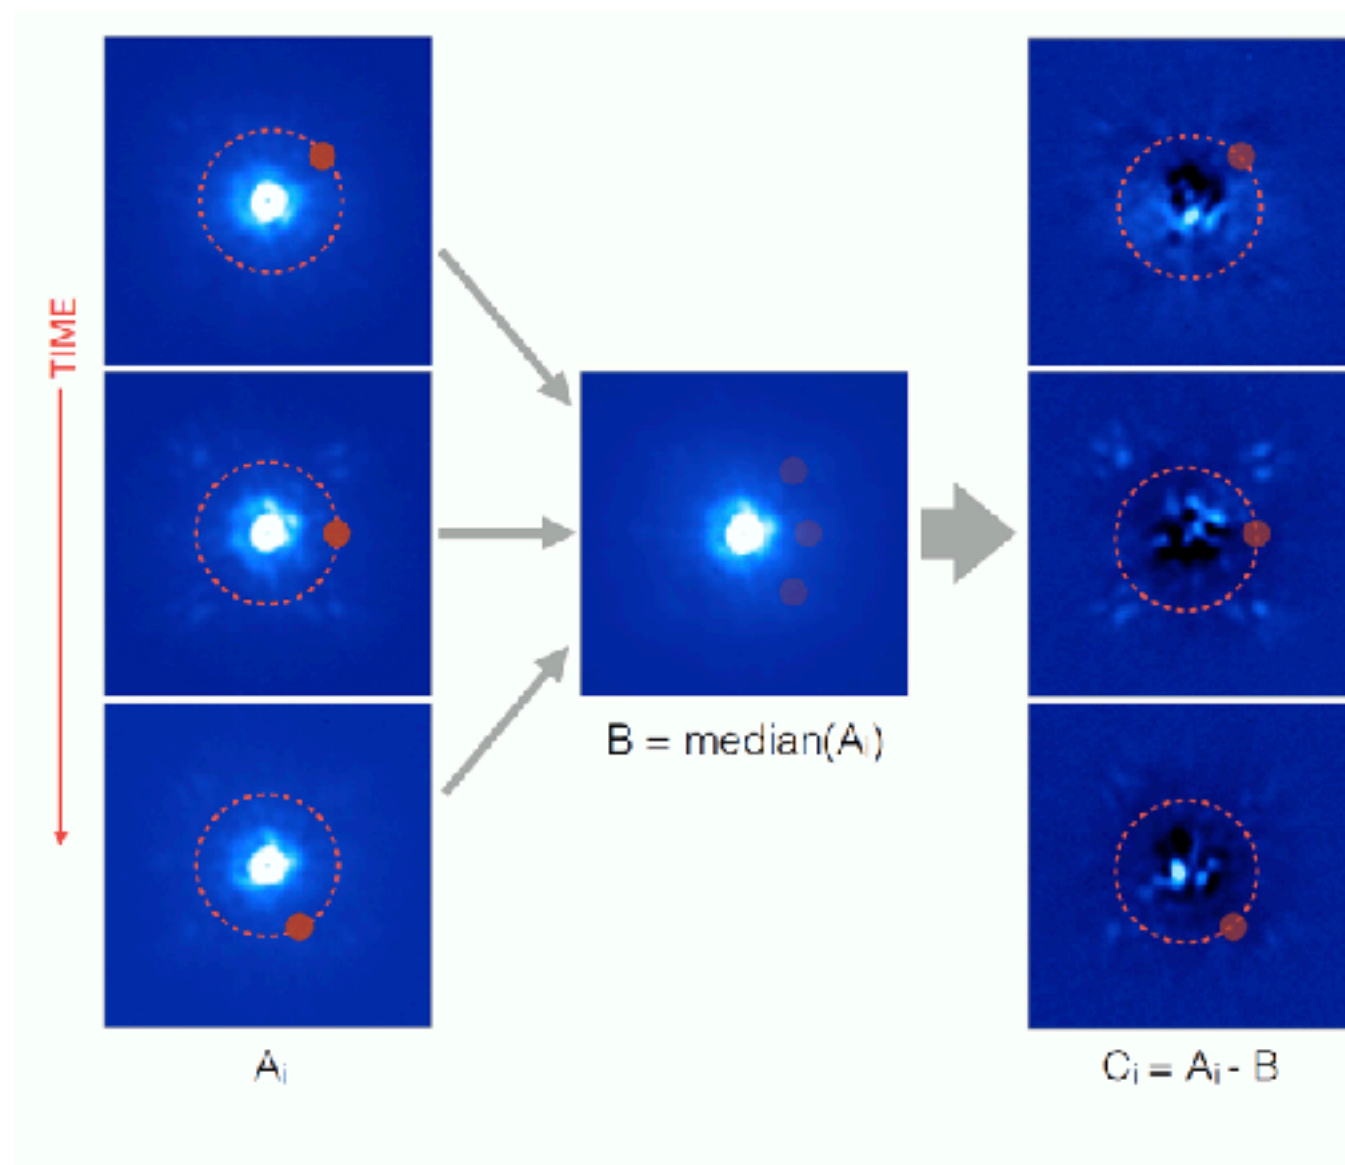 TIME
B = median(Aᵢ)
Aᵢ
Cᵢ = Aᵢ - B